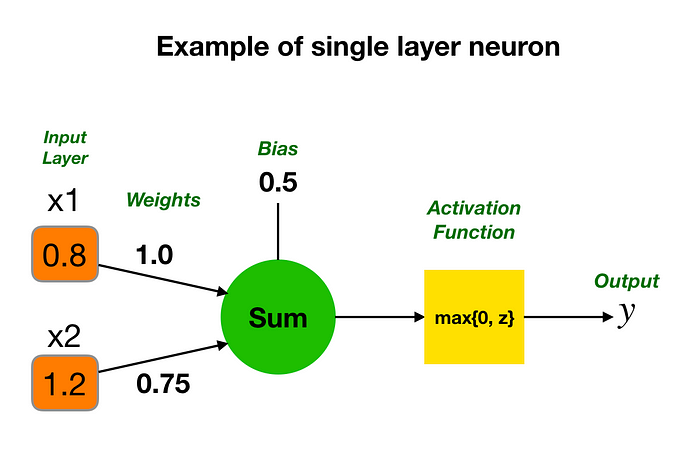 Example of single layer neuron
Input
Layer
x1
0.8
Weights
1.0
Bias
0.5
x2
1.2
0.75
Sum
Activation
Function
max{0, z}
Output
y